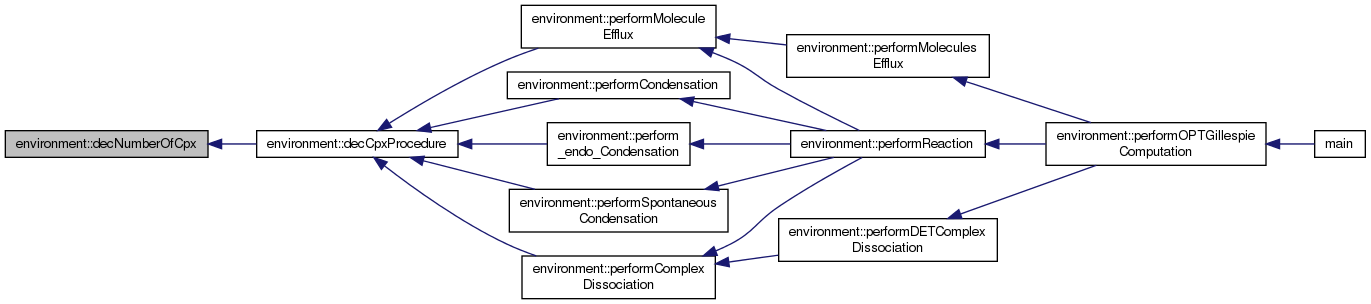 environment::decNumberOfCpx
environment::decCpxProcedure
environment::performMolecule
Efflux
environment::performCondensation
environment::perform
_endo_Condensation
environment::performSpontaneous
Condensation
environment::performComplex
Dissociation
environment::performMolecules
Efflux
environment::performReaction
environment::performDETComplex
Dissociation
environment::performOPTGillespie
Computation
main